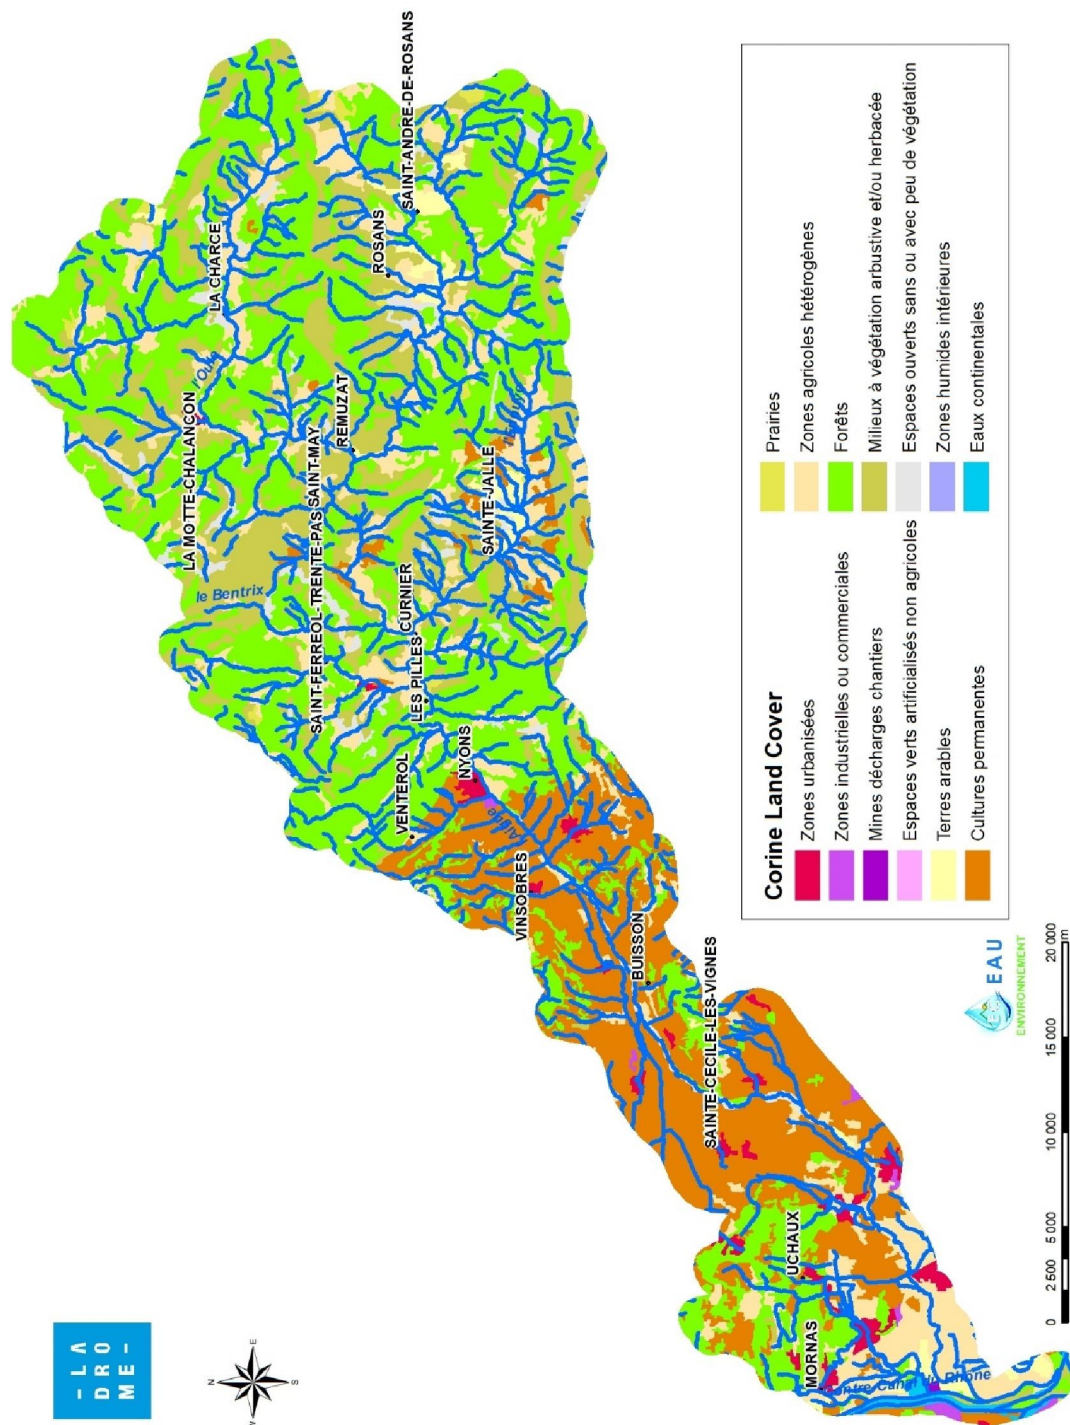 - LA
DRO
ME -
N
E
S
W
SAINT-ANDRE-DE-ROSANS
LA CHARCE
ROSANS
l'Oule
LA MOTTE-CHALANCON
REMUZAT
SAINT-MAY
SAINTE-JALLE
le Bentrix
SAINT-FERREOL-TRENTE-PAS
CURNIER
LES PILLES
NYONS
VENTEROL
VINSOBRES
BUISSON
SAINTE-CECILE-LES-VIGNES
UCHAUX
MORNAS
Contre Canal du Rhône
Corine Land Cover
Zones urbanisées
Zones industrielles ou commerciales
Mines décharges chantiers
Espaces verts artificialisés non agricoles
Terres arables
Cultures permanentes
Prairies
Zones agricoles hétérogènes
Forêts
Milieux à végétation arbustive et/ou herbacée
Espaces ouverts sans ou avec peu de végétation
Zones humides intérieures
Eaux continentales
EAU
ENVIRONNEMENT
0 2 500 5 000 10 000 15 000 20 000
m